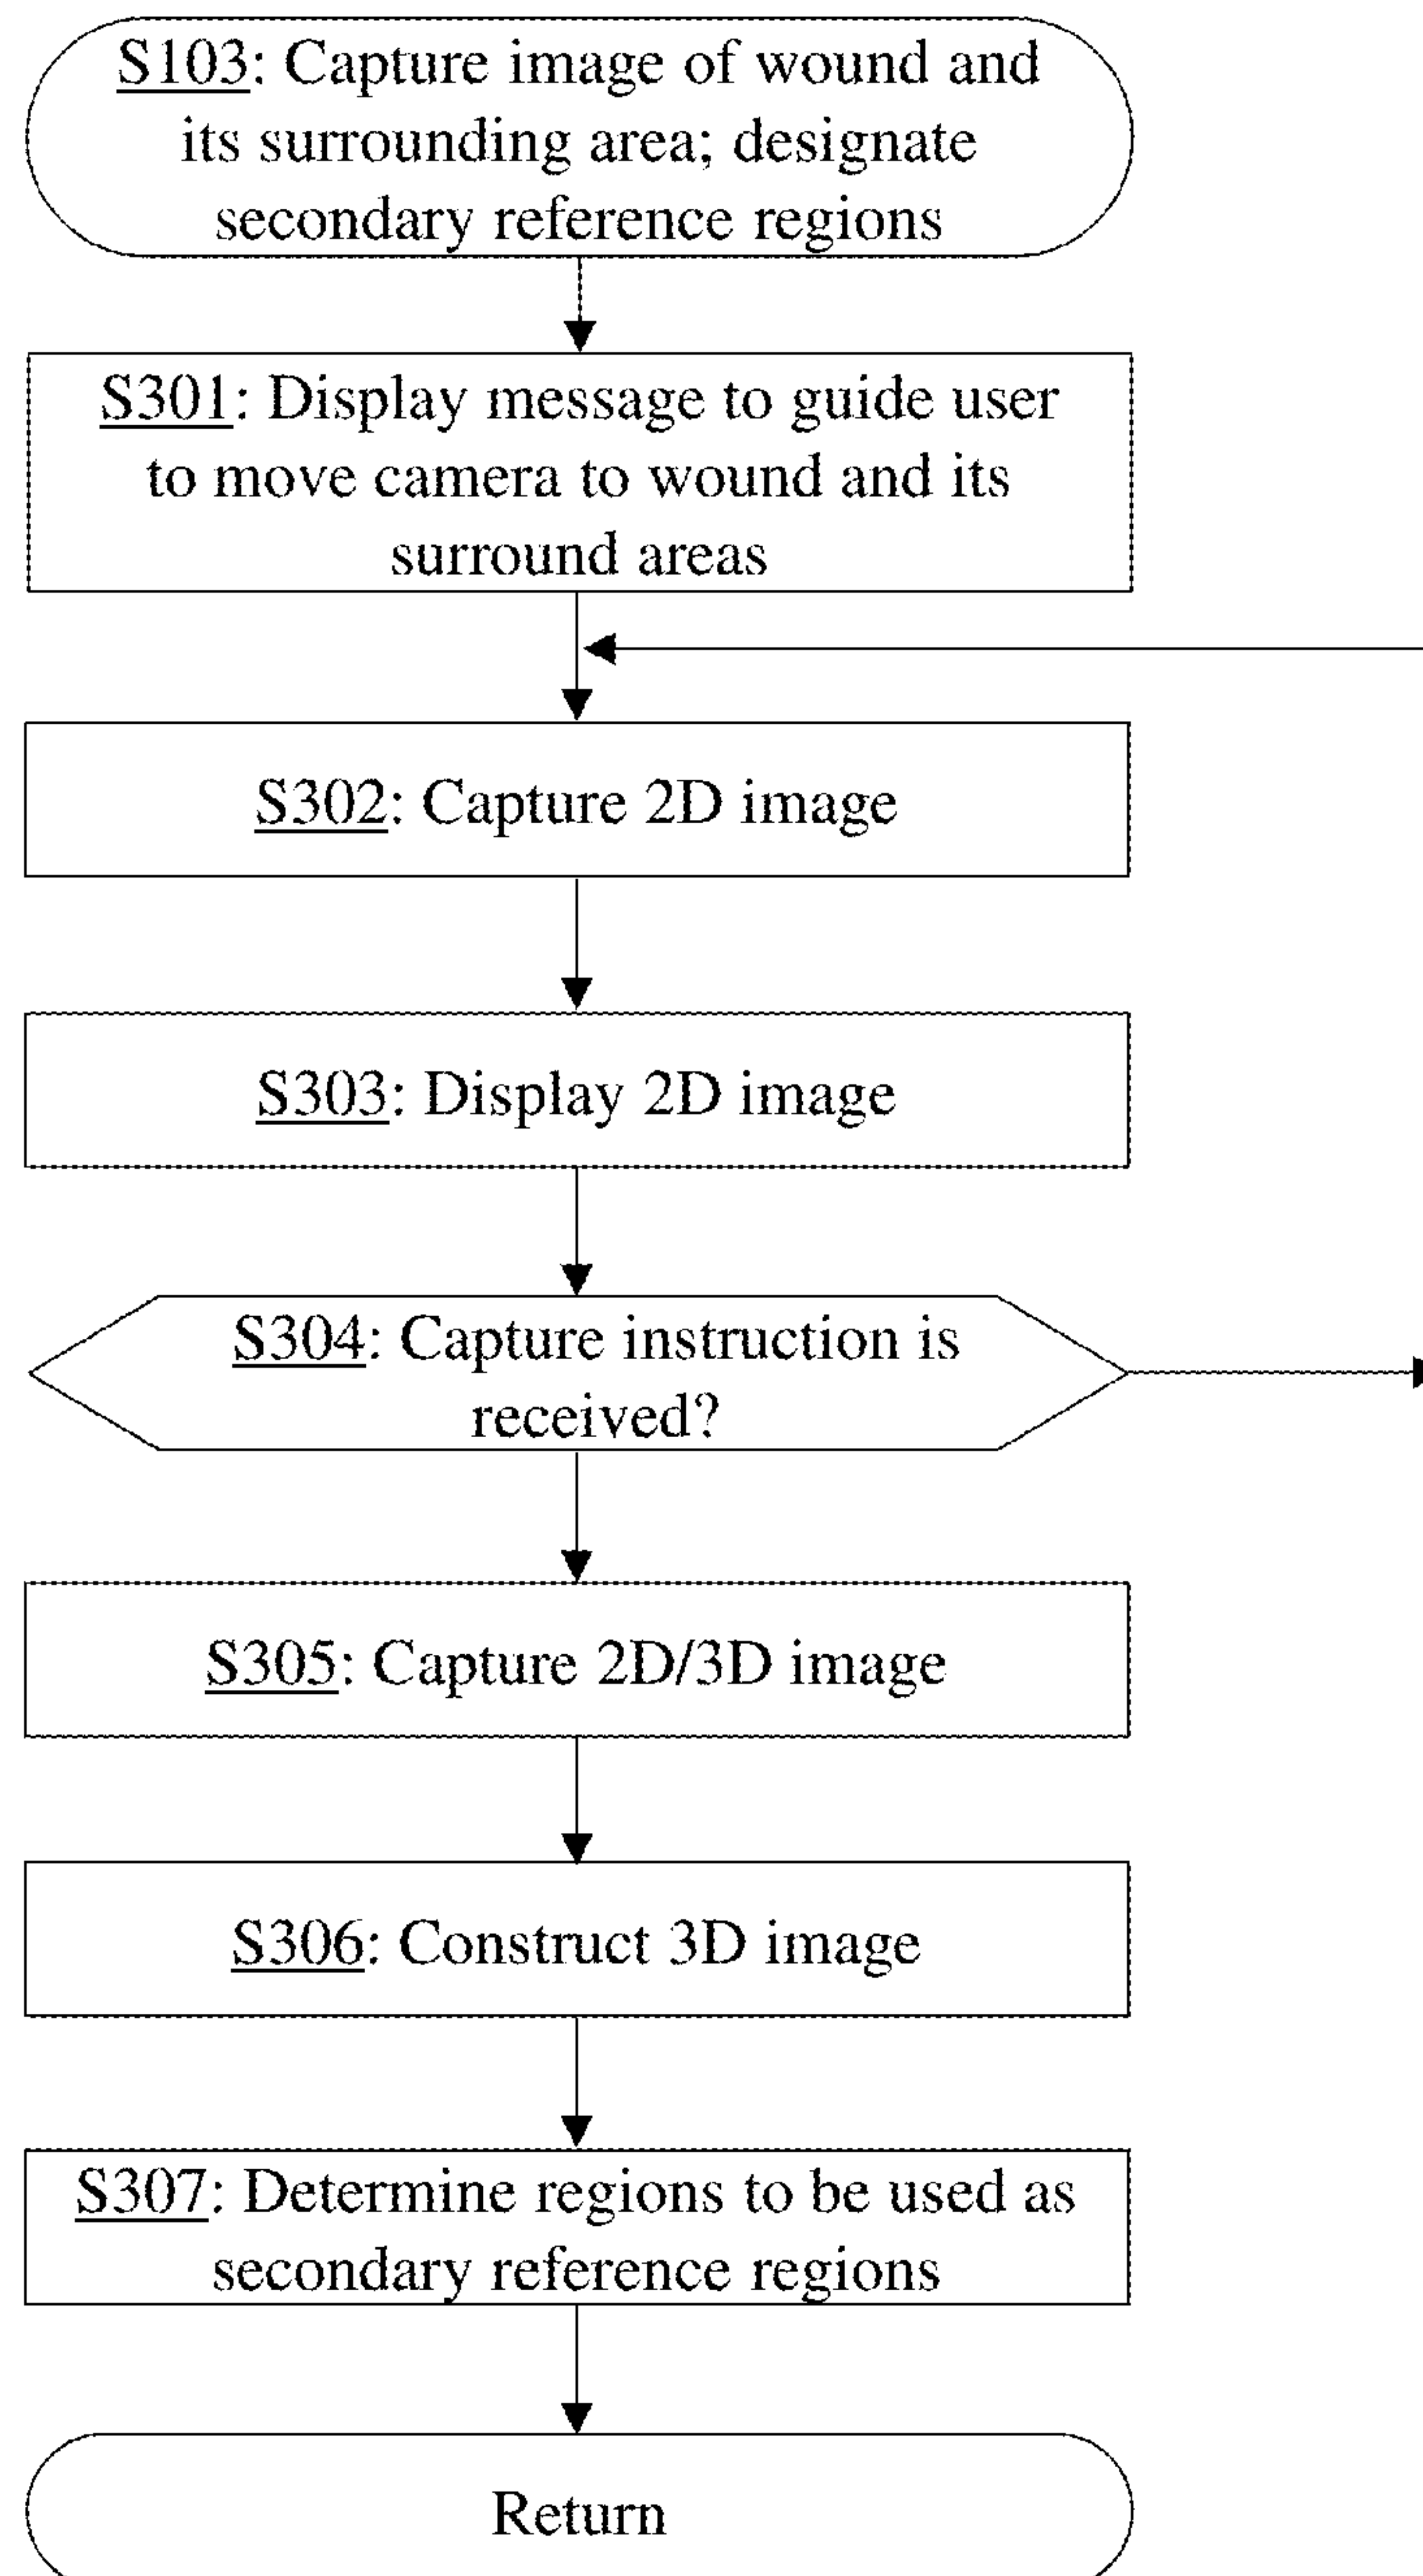 S103: Capture image of wound and
its surrounding area; designate
secondary reference regions
S301: Display message to guide user
to move camera to wound and its
surround areas
S302: Capture 2D image
S303: Display 2D image
S304: Capture instruction is
received?
S305: Capture 2D/3D image
S306: Construct 3D image
S307: Determine regions to be used as
secondary reference regions
Return